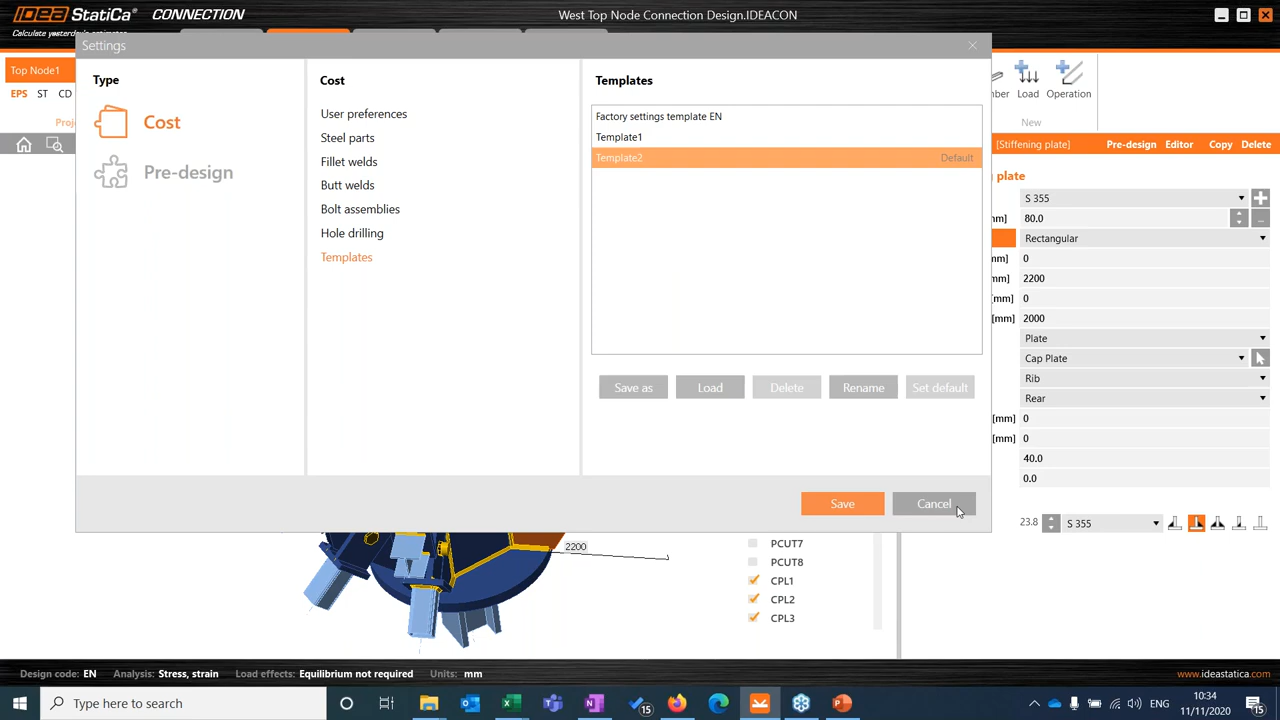 IDEA StatiCa® CONNECTION
Calculate yesterday's estimates
West Top Node Connection Design.IDEACON
Settings
Top Node1
EPS ST CD
Type
Cost
Pre-design
Cost
User preferences
Steel parts
Fillet welds
Butt welds
Bolt assemblies
Hole drilling
Templates
Templates
Factory settings template EN
Template1
Template2 Default
Save as Load Delete Rename Set default
Save Cancel
Load Operation
New
[Stiffening plate] Pre-design Editor Copy Delete
plate
S 355
80.0
Rectangular
0
2200
0
2000
Plate
Cap Plate
Rib
Rear
0
0
40.0
0.0
23.8 S 355
2200
PCUT7
PCUT8
CPL1
CPL2
CPL3
Design code: EN Analysis: Stress, strain Load effects: Equilibrium not required Units: mm
www.ideastatica.com
Type here to search
15
ENG
10:34
11/11/2020
15